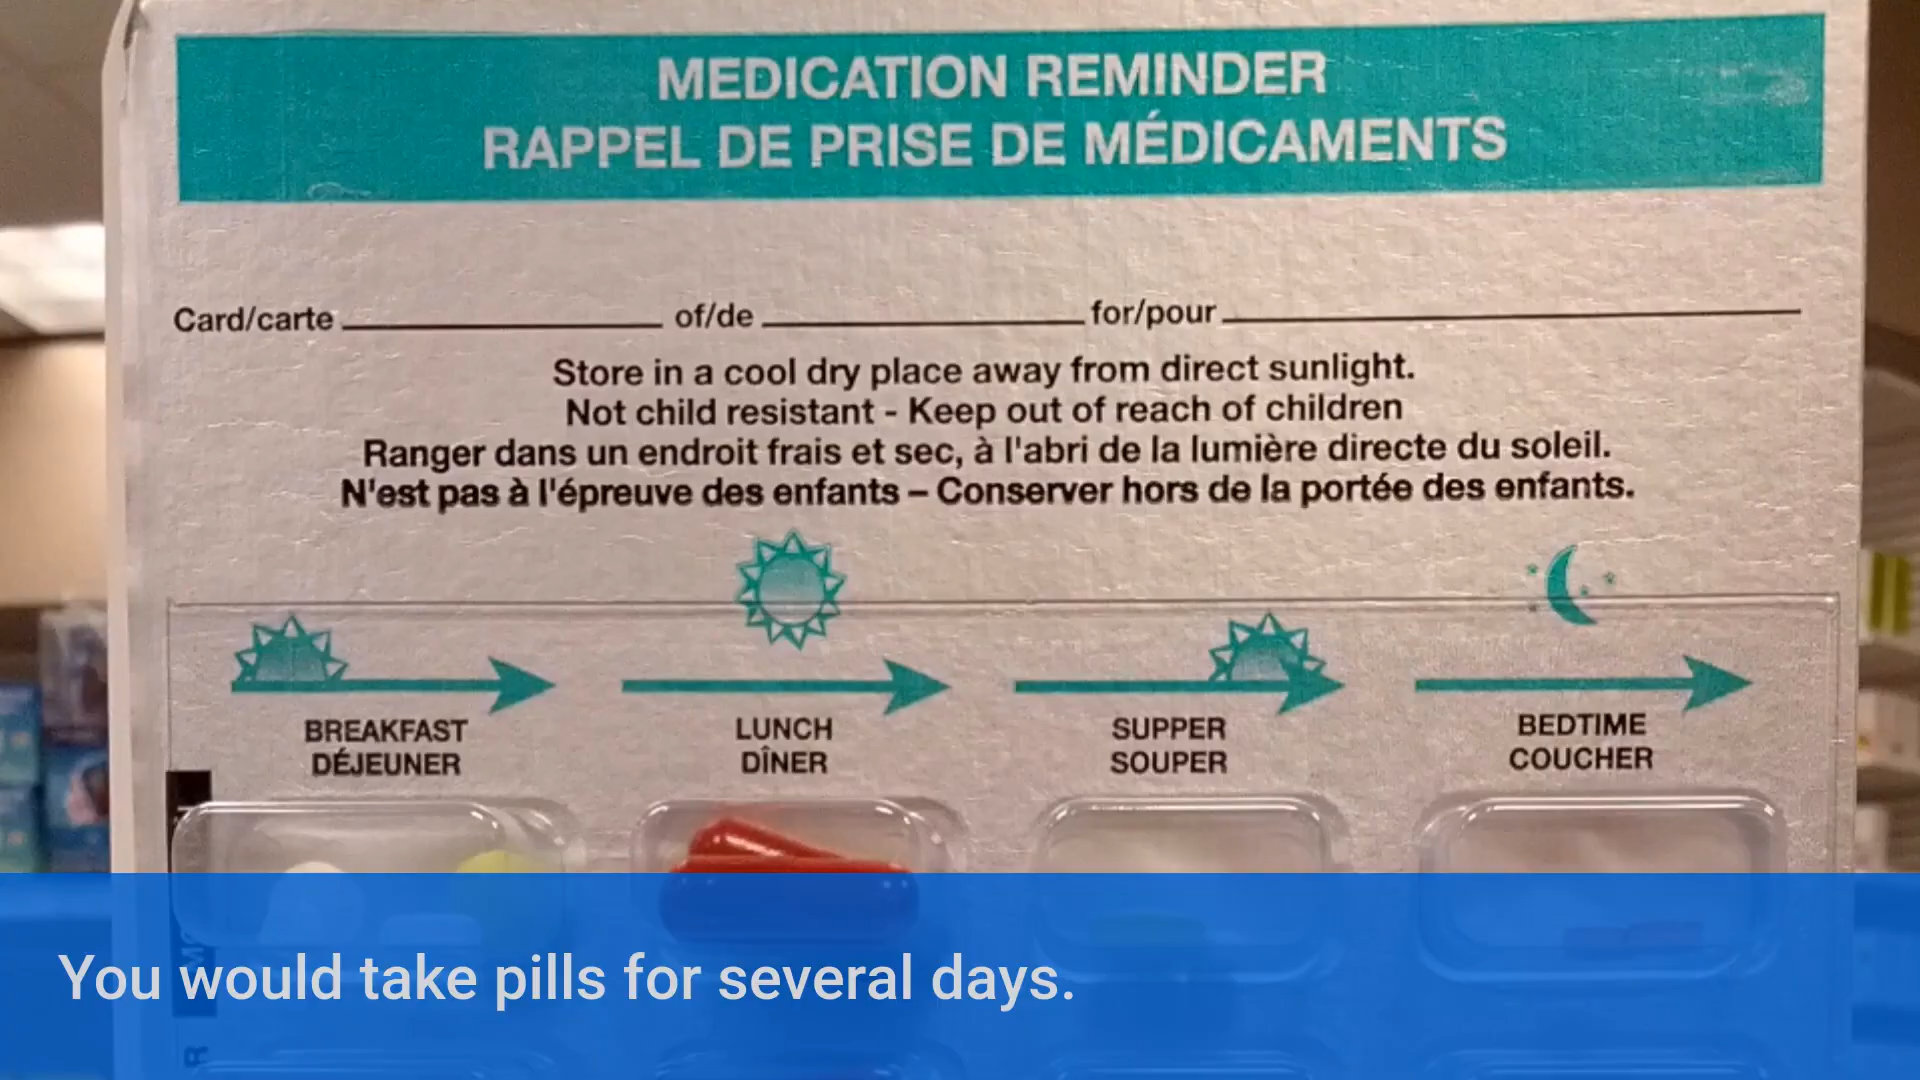 MEDICATION REMINDER
RAPPEL DE PRISE DE MÉDICAMENTS
Card/carte of/de for/pour
Store in a cool dry place away from direct sunlight.
Not child resistant - Keep out of reach of children
Ranger dans un endroit frais et sec, à l'abri de la lumière directe du soleil.
N'est pas à l'épreuve des enfants – Conserver hors de la portée des enfants.
BREAKFAST LUNCH SUPPER BEDTIME
DÉJEUNER DÎNER SOUPER COUCHER
You would take pills for several days.